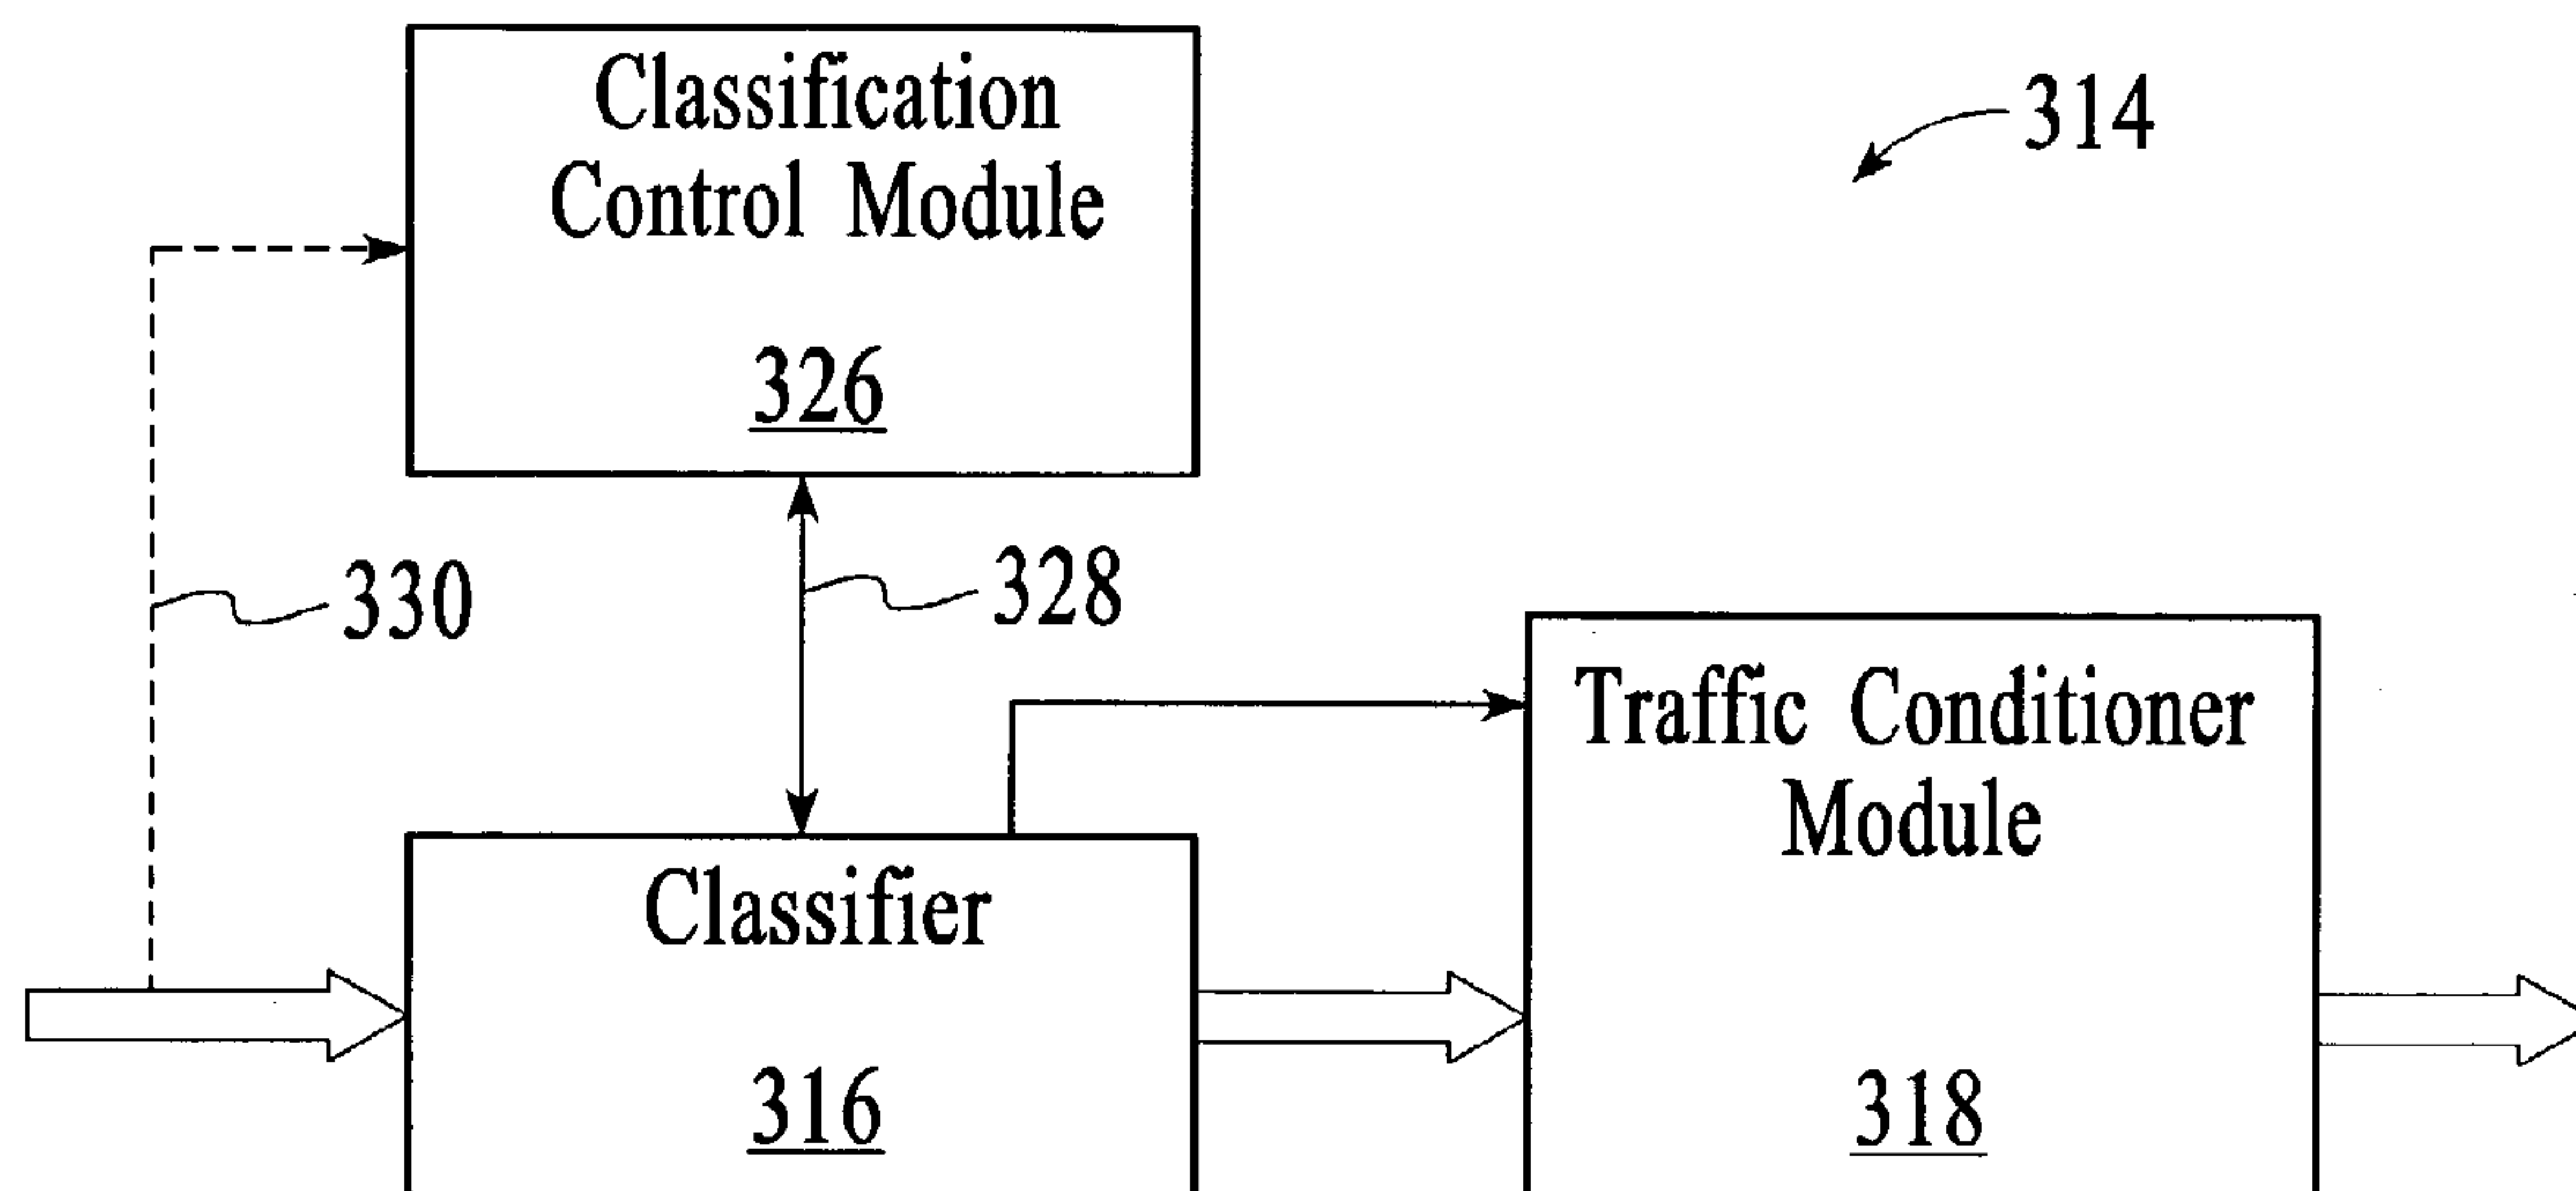 Classification
Control Module
326
314
330
328
Traffic Conditioner
Module
318
Classifier
316